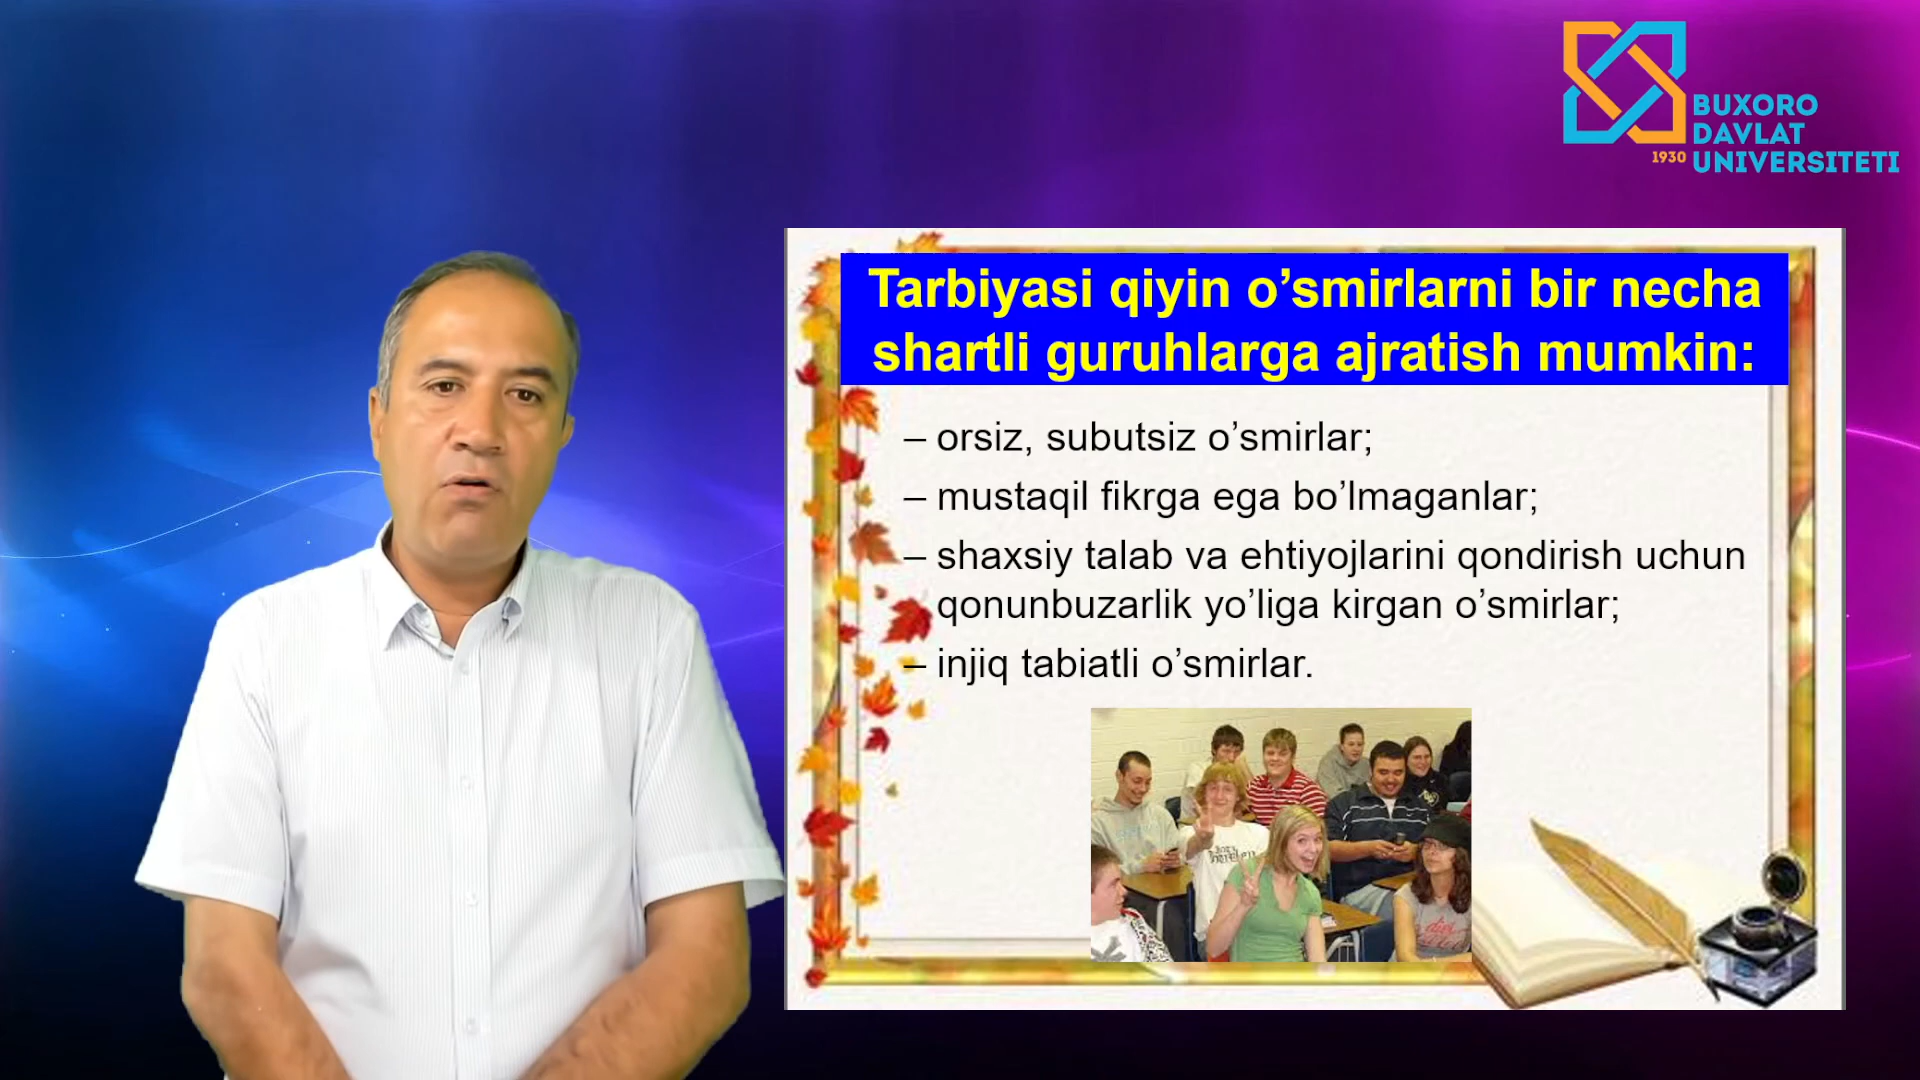 BUXORO
DAVLAT
1930 UNIVERSITETI
Tarbiyasi qiyin o’smirlarni bir necha
shartli guruhlarga ajratish mumkin:
– orsiz, subutsiz o’smirlar;
– mustaqil fikrga ega bo’lmaganlar;
– shaxsiy talab va ehtiyojlarini qondirish uchun
qonunbuzarlik yo’liga kirgan o’smirlar;
– injiq tabiatli o’smirlar.